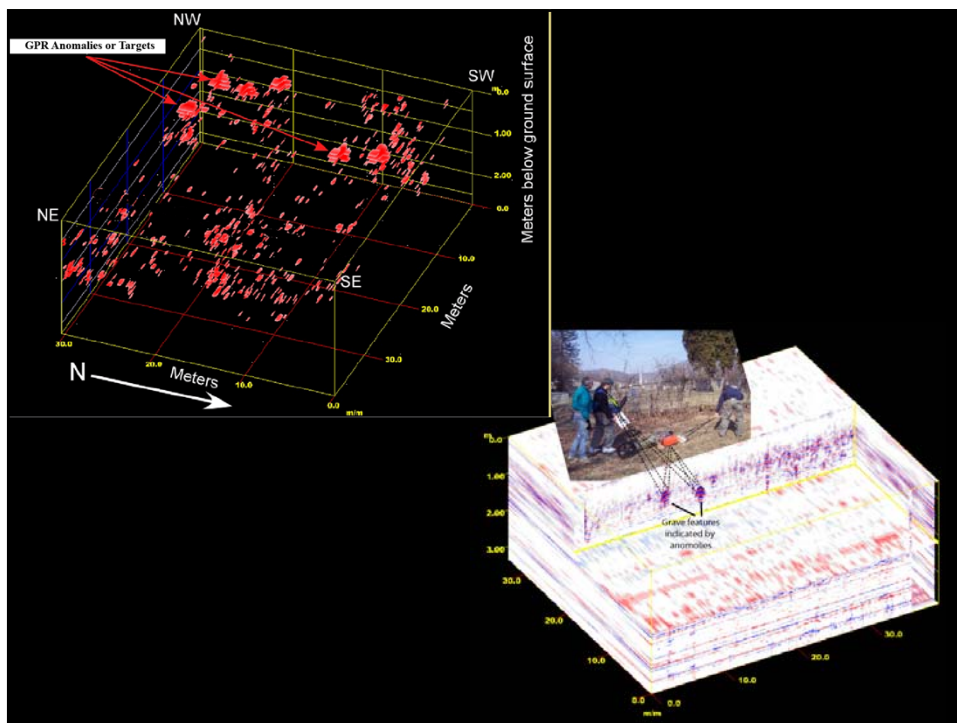 NW
GPR Anomalies or Targets
SW
m
0.0
1.00
2.00
0.0
Meters below ground surface
NE
SE
10.0
20.0
Meters
30.0
30.0
20.0
Meters
10.0
0.0
m/m
N
m
0.0
1.00
2.00
3.00
Grave features
indicated by
anomolies
30.0
20.0
10.0
0.0
m/m
0.0
10.0
20.0
30.0